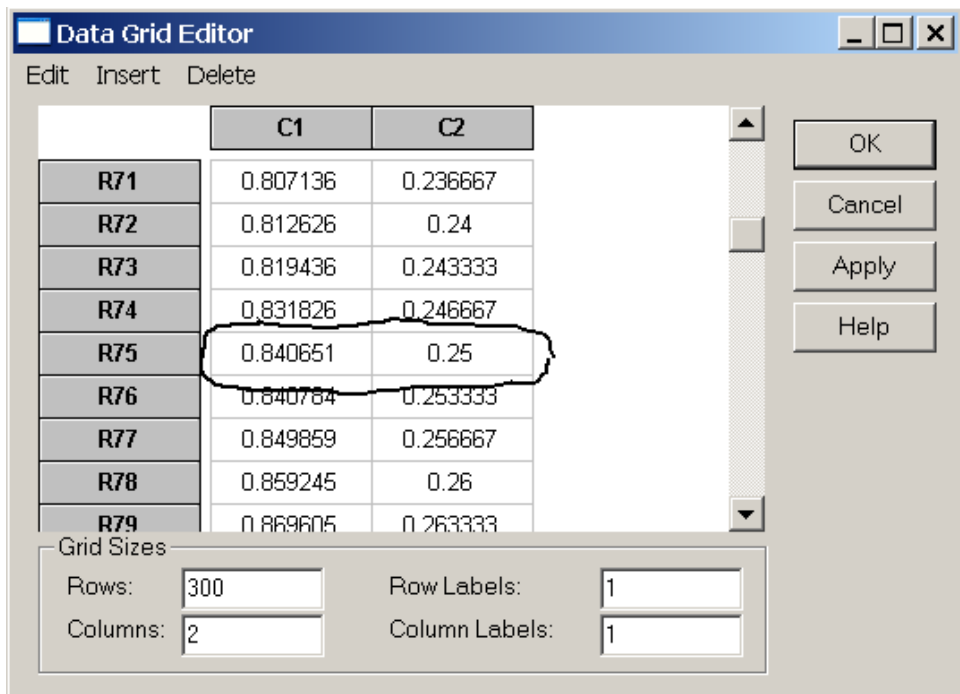 Data Grid Editor
Edit Insert Delete
C1 C2
R71 0.807136 0.236667
R72 0.812626 0.24
R73 0.819436 0.243333
R74 0.831826 0.246667
R75 0.840651 0.25
R76 0.840784 0.253333
R77 0.849859 0.256667
R78 0.859245 0.26
R79 0.869605 0.263333
OK
Cancel
Apply
Help
Grid Sizes
Rows: 300 Row Labels: 1
Columns: 2 Column Labels: 1